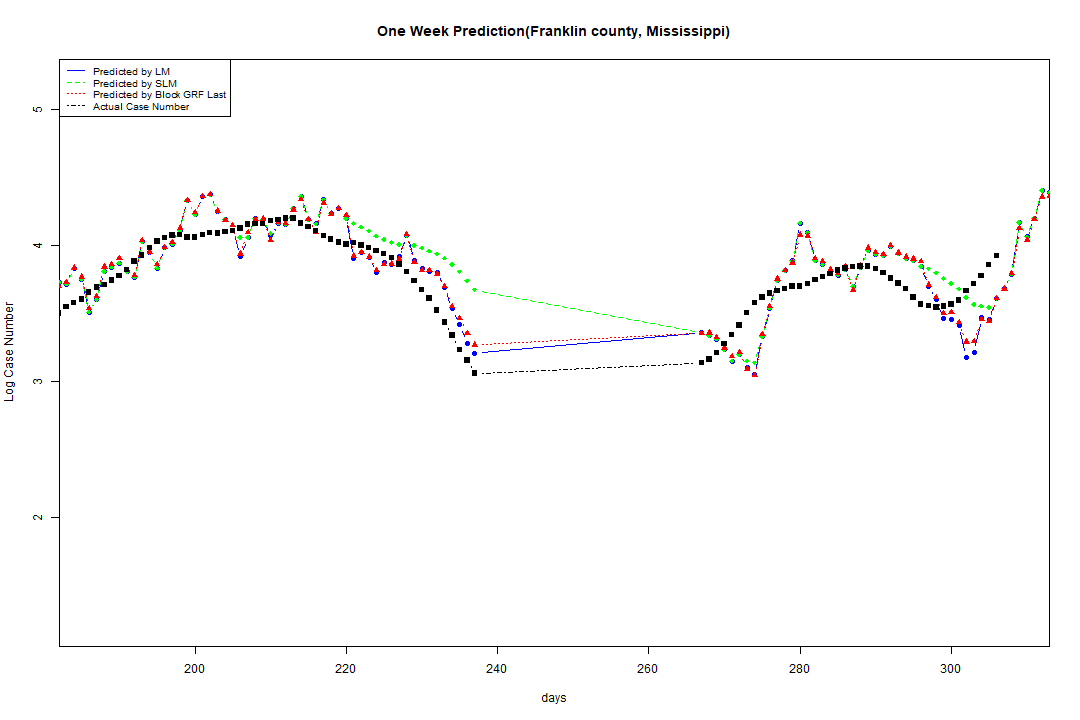 One Week Prediction(Franklin county, Mississippi)
Predicted by LM
Predicted by SLM
Predicted by Block GRF Last
Actual Case Number
5
4
3
2
Log Case Number
200 220 240 260 280 300
days